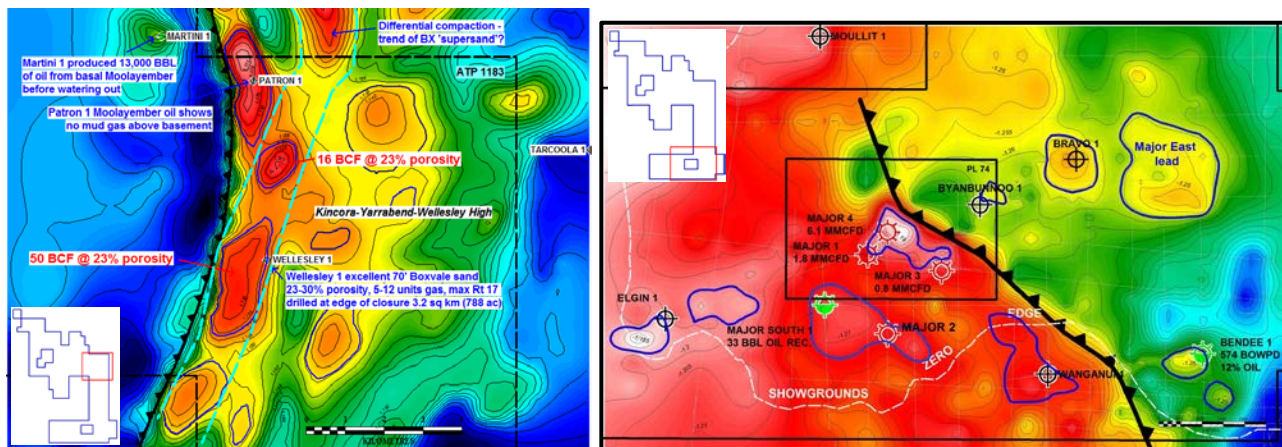 MARTINI 1
Differential compaction -
trend of BX 'supersand'?
Martini 1 produced 13,000 BBL
of oil from basal Moolayember
before watering out
ATP 1183
PATRON 1
Patron 1 Moolayember oil shows
no mud gas above basement
TARCOOLA 1
16 BCF @ 23% porosity
Kincora-Yarrabend-Wellesley High
50 BCF @ 23% porosity
WELLESLEY 1
Wellesley 1 excellent 70' Boxvale sand
23-30% porosity, 5-12 units gas, max Rt 17
drilled at edge of closure 3.2 sq km (788 ac)
KILOMETRES
MOULLIT 1
BRAVO 1
Major East
lead
PL 74
BYANBUNNOO 1
MAJOR 4
6.1 MMCFD
MAJOR 1
1.8 MMCFD
MAJOR 3
0.8 MMCFD
ELGIN 1
MAJOR SOUTH 1
33 BBL OIL REC.
MAJOR 2
EDGE
ZERO
SHOWGROUNDS
WANGANUI 1
BENDEE 1
574 BOWPD
12% OIL